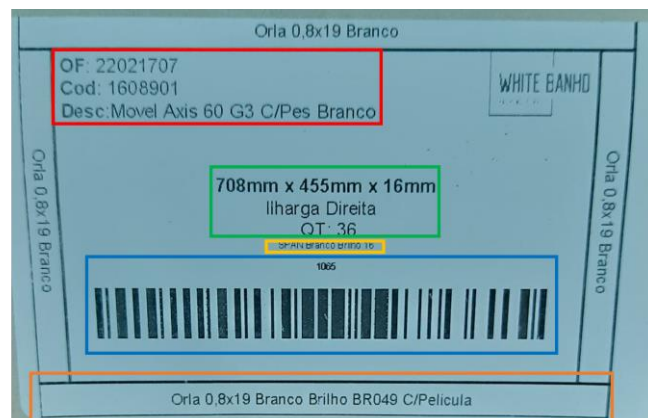 Orla 0,8x19 Branco
OF: 22021707
Cod: 1608901
Desc:Movel Axis 60 G3 C/Pes Branco
WHITE BANHO
Orla 0,8x19 Branco
Orla 0,8x19 Branco
708mm x 455mm x 16mm
Ilharga Direita
QT: 36
SPAN Branco Brilho 16
1065
Orla 0,8x19 Branco Brilho BR049 C/Pelicula